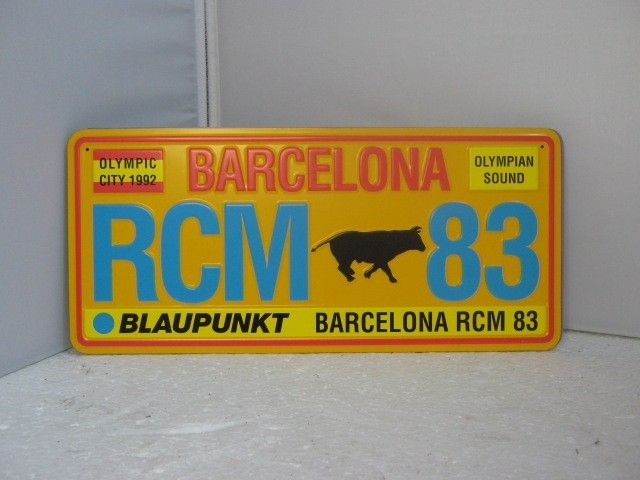 OLYMPIC
CITY 1992
BARCELONA
OLYMPIAN
SOUND
RCM 83
BLAUPUNKT BARCELONA RCM 83